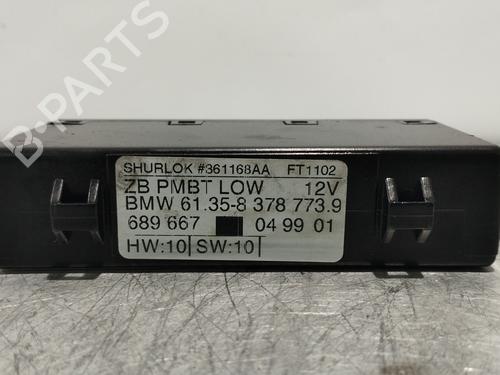 SHURLOK #361168AA FT1102
ZB PMBT LOW 12V
BMW 61.35-8 378 773.9
689 667 04 99 01
HW:10 SW:10